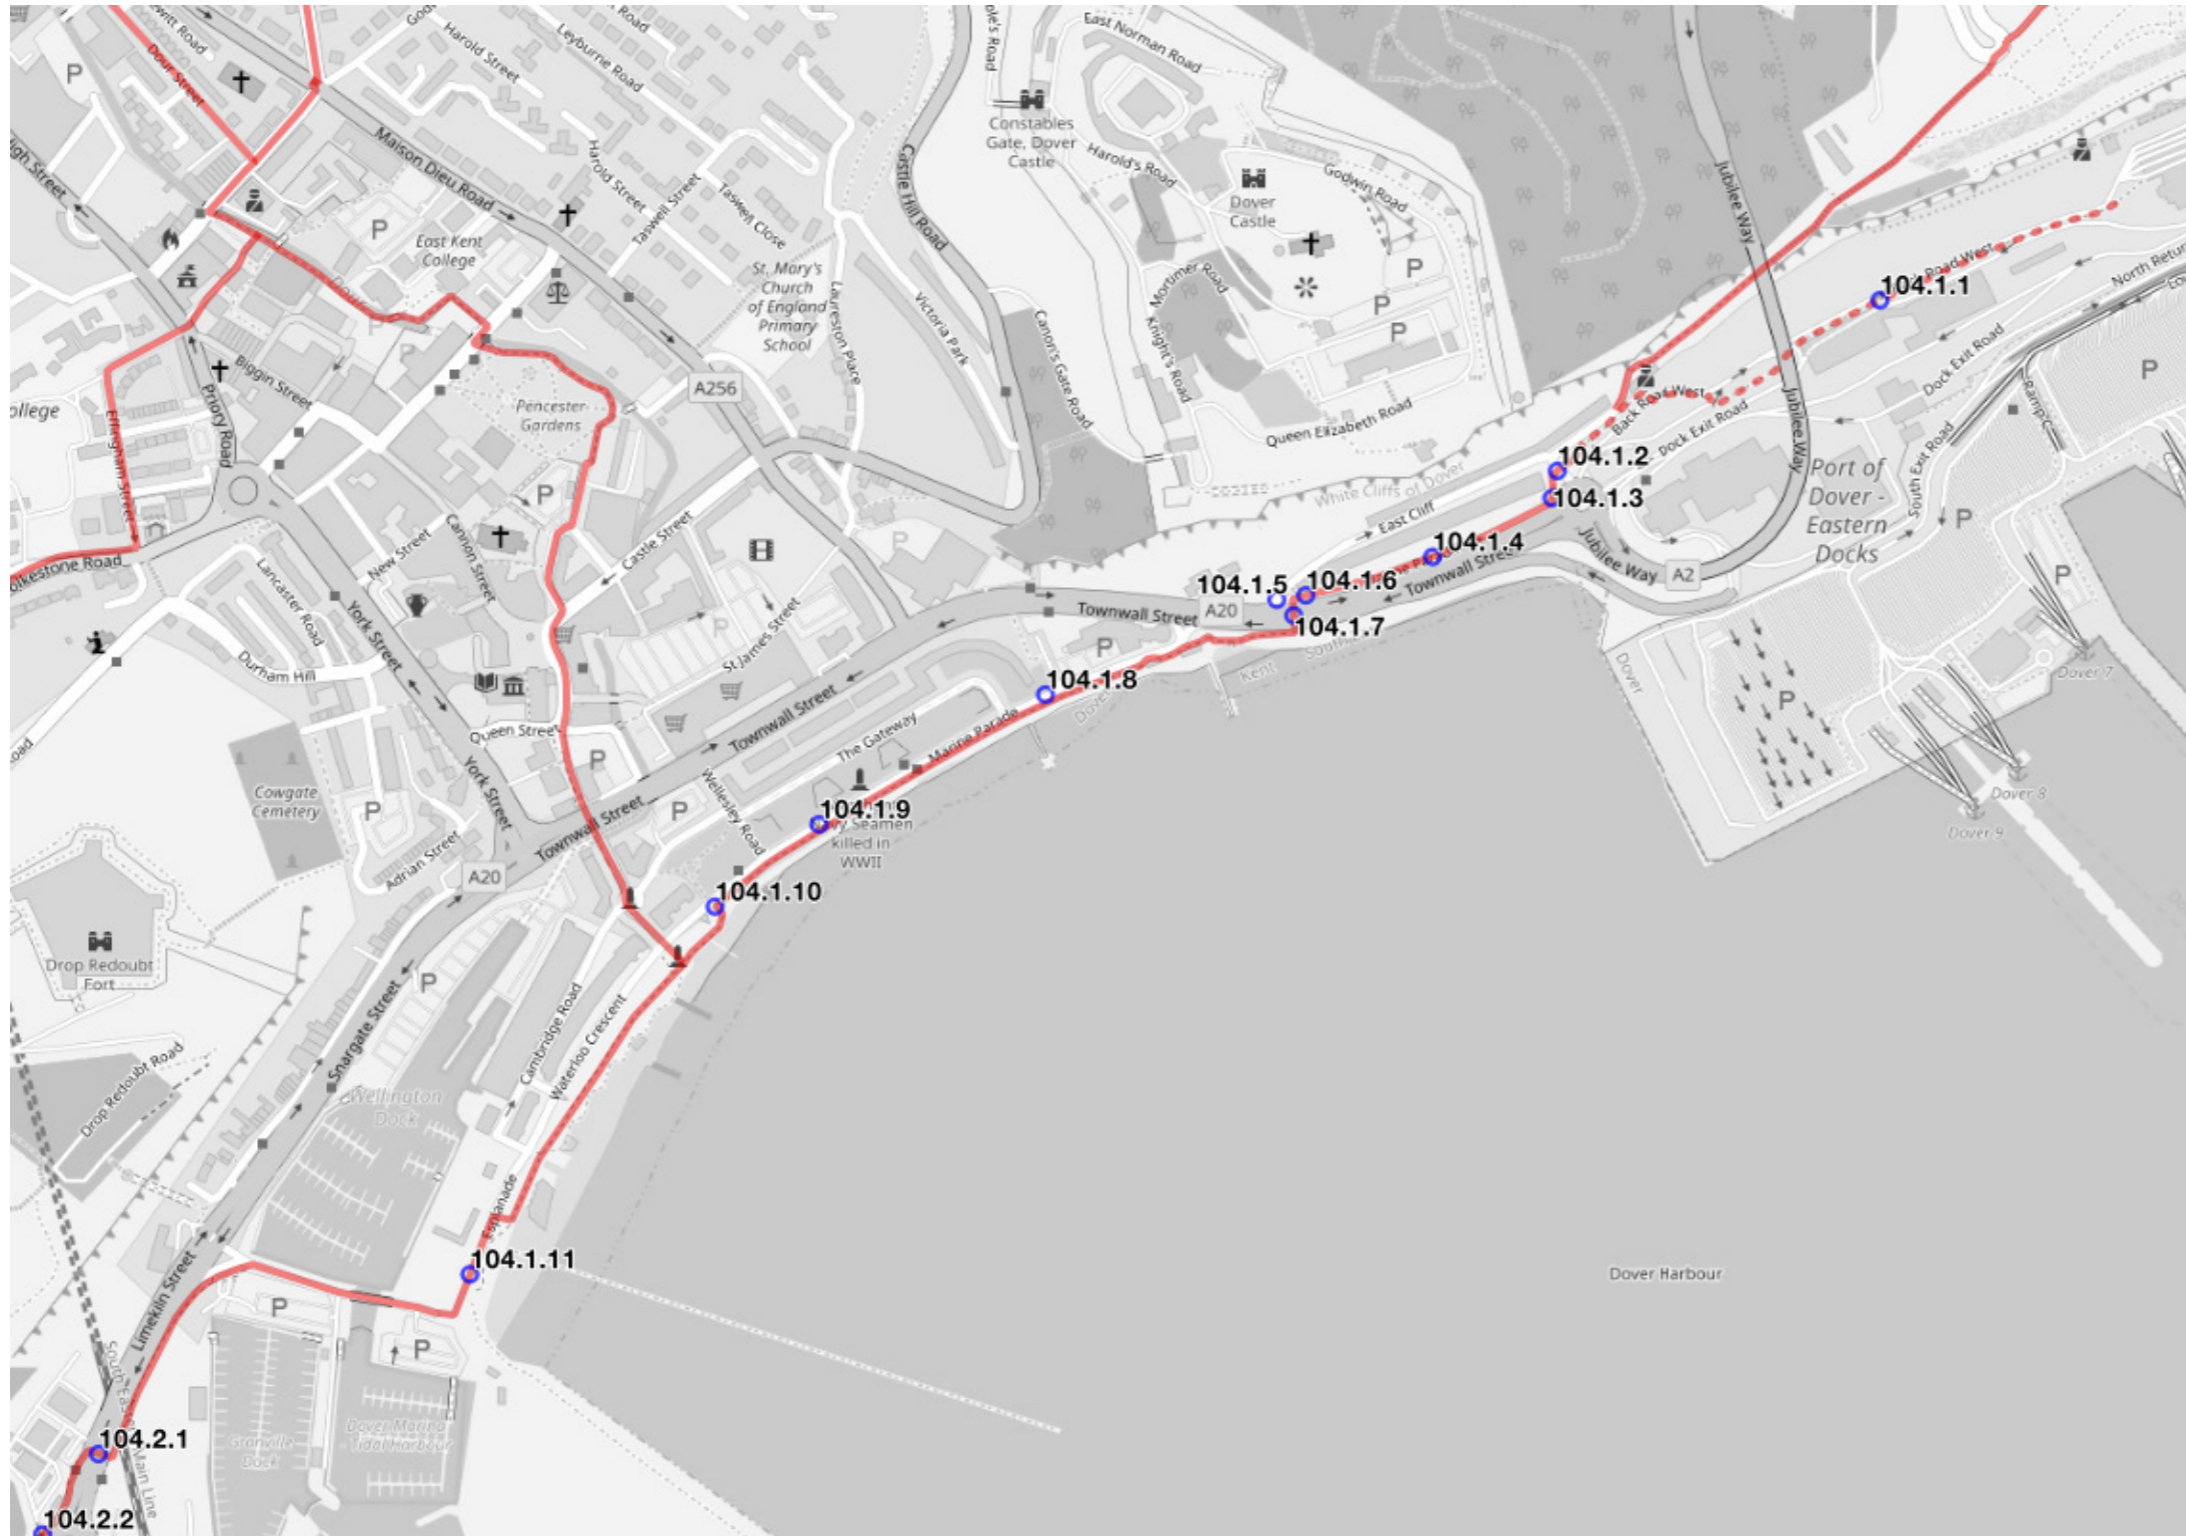 Dour Street
Harold Street
Leyburne Road
East Norman Road
Constables
Gate, Dover
Castle
Harold's Road
Godwin Road
Dover
Castle
Jubilee Way
High Street
Maison Dieu Road
Harold Street
Taswell Street
Taswell Close
Castle Hill Road
East Kent
College
St. Mary's
Church
of England
Primary
School
Laureston Place
Victoria Park
Canon's Gate Road
Mortimer Road
Knight's Road
Queen Elizabeth Road
104.1.1
North Retur
Dock Exit Road
Ramp C
South Exit Road
Biggin Street
Priory Road
Effingham Street
A256
Pencester
Gardens
Back Road West
Dock Exit Road
Jubilee Way
Port of
Dover -
Eastern
Docks
104.1.2
104.1.3
White Cliffs of Dover
East Cliff
104.1.4
Townwall Street
Jubilee Way
A2
104.1.5
104.1.6
104.1.7
A20
Townwall Street
Folkestone Road
New Street
Cannon Street
Castle Street
Lancaster Road
York Street
St James Street
Durham Hill
Queen Street
Townwall Street
The Gateway
Marine Parade
104.1.8
Dover
Kent
Dover
Dover 7
Dover 8
Dover 9
Cowgate
Cemetery
York Street
Adrian Street
Townwall Street
Wellesley Road
104.1.9
Seamen
killed in
WWII
A20
104.1.10
Drop Redoubt
Fort
Snargate Street
Cambridge Road
Waterloo Crescent
Drop Redoubt Road
Wellington
Dock
Esplanade
104.1.11
Dover Harbour
Limekiln Street
Main Line
Granville
Dock
Dover Marina
- Tidal Harbour
104.2.1
104.2.2
P